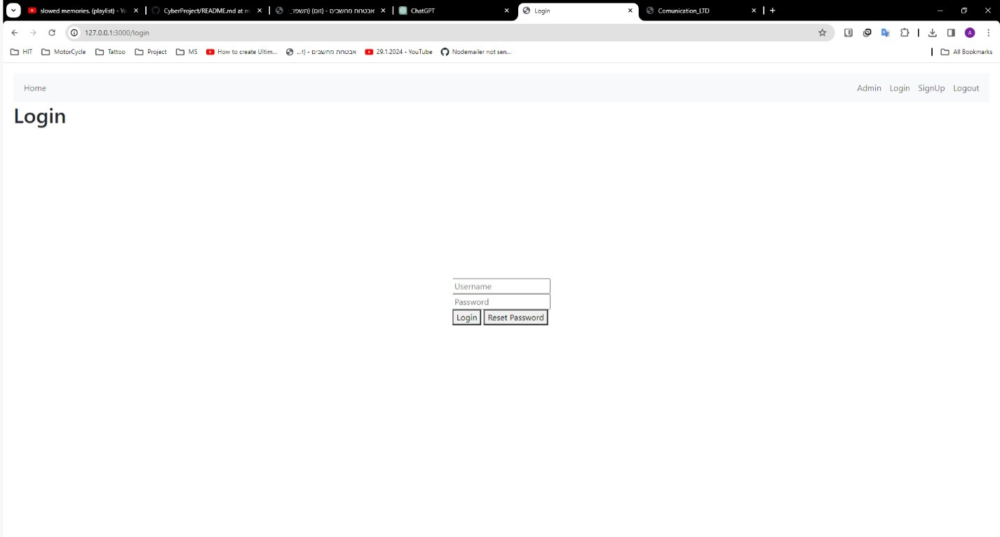 slowed memories. (playlist) - Yo
CyberProject/README.md at m
אבטחת מחשבים - (זום) (תשפד_
ChatGPT
Login
Comunication_LTD
127.0.0.1:3000/login
A
HIT
MotorCycle
Tattoo
Project
MS
How to create Ultim...
אבטחת מחשבים - (ז...
29.1.2024 - YouTube
Nodemailer not sen...
All Bookmarks
Home
Admin
Login
SignUp
Logout
Login
Username
Password
Login
Reset Password